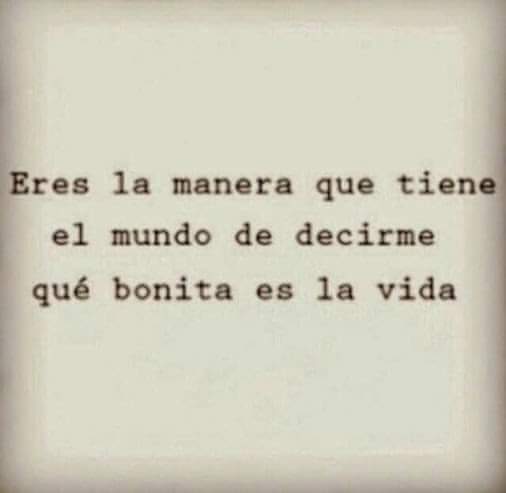 Eres la manera que tiene
el mundo de decirme
qué bonita es la vida